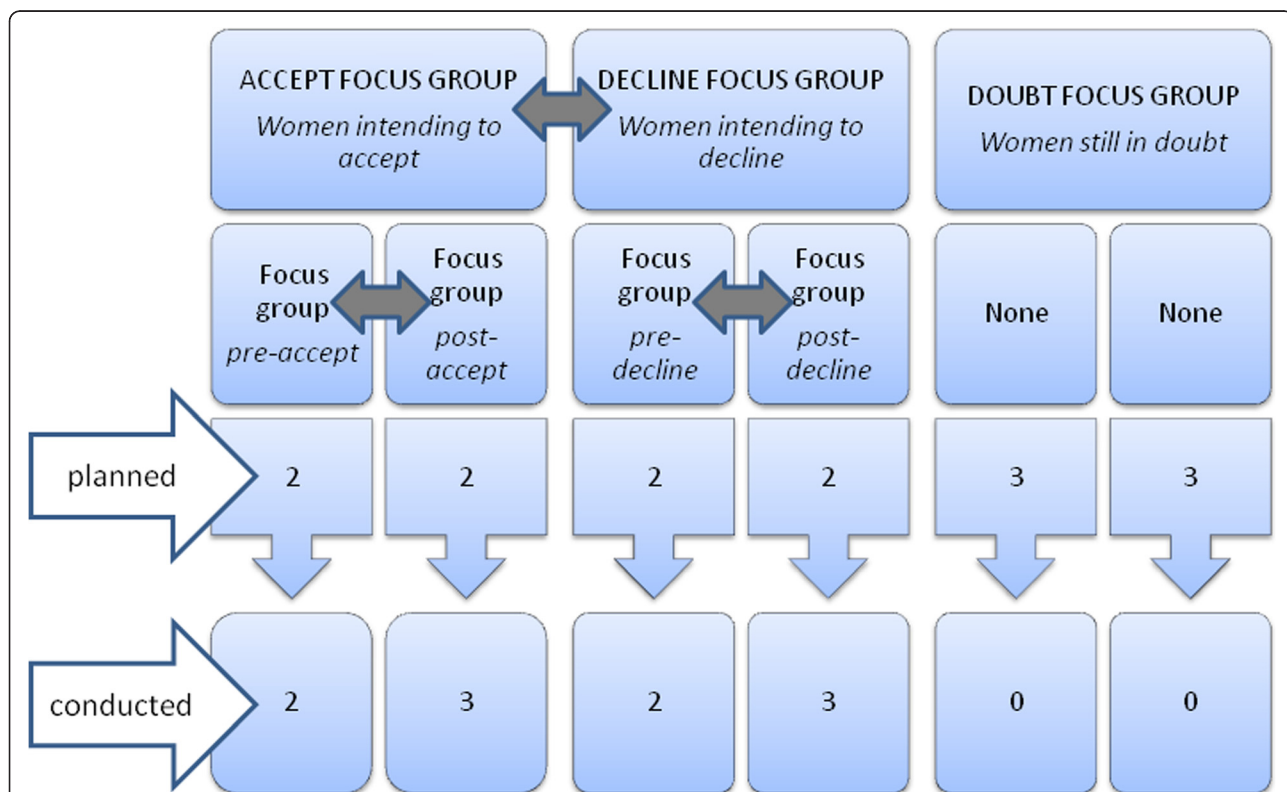 ACCEPT FOCUS GROUP
Women intending to
accept
DECLINE FOCUS GROUP
Women intending to
decline
DOUBT FOCUS GROUP
Women still in doubt
Focus
group
pre-accept
Focus
group
post-
accept
Focus
group
pre-
decline
Focus
group
post-
decline
None
None
planned
2
2
2
2
3
3
conducted
2
3
2
3
0
0